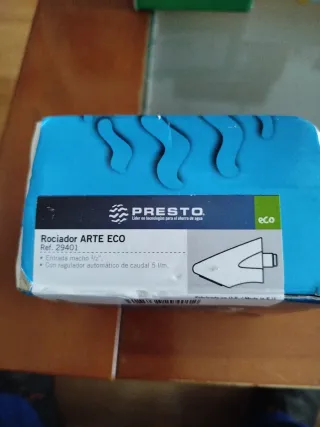 PRESTO
Líder en tecnologías para el ahorro de agua
eco
Rociador ARTE ECO
Ref. 29401
• Entrada macho ½".
• Con regulador automático de caudal 5 l/m.